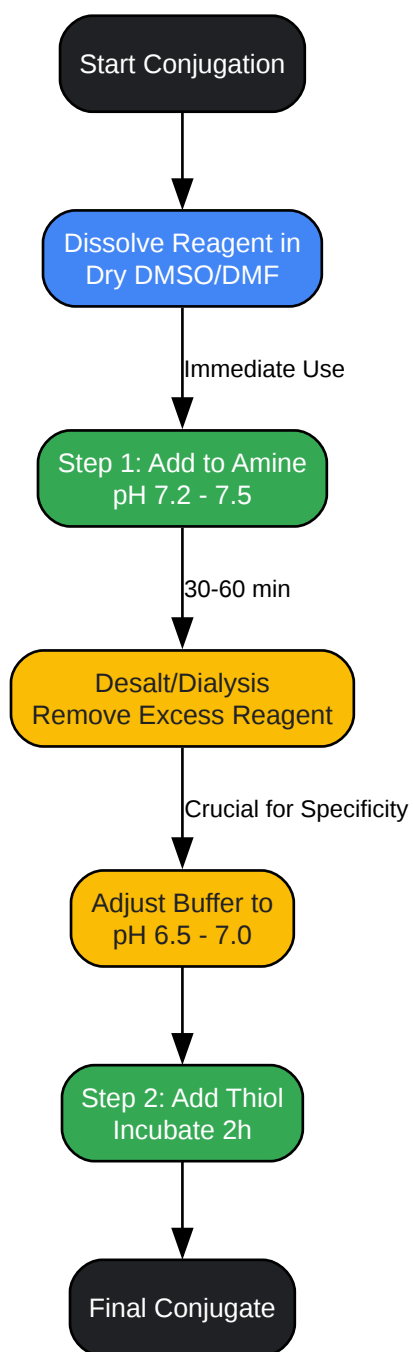 Start Conjugation
Dissolve Reagent in
Dry DMSO/DMF
Immediate Use
Step 1: Add to Amine
pH 7.2 - 7.5
30-60 min
Desalt/Dialysis
Remove Excess Reagent
Crucial for Specificity
Adjust Buffer to
pH 6.5 - 7.0
Step 2: Add Thiol
Incubate 2h
Final Conjugate